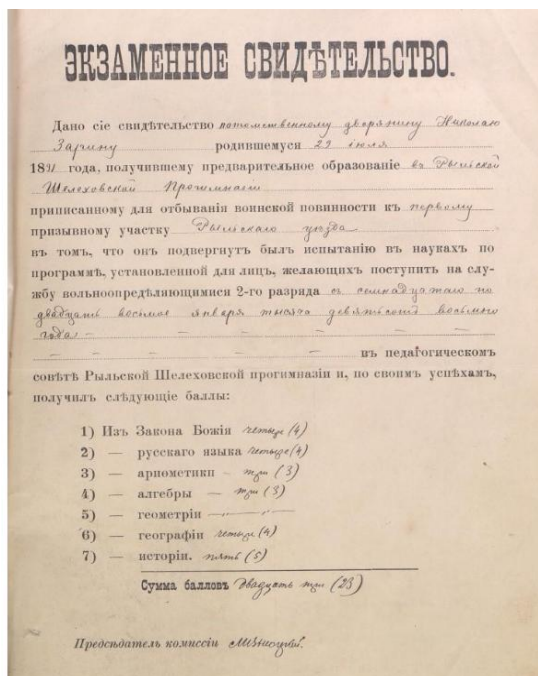 ЭКЗАМЕННОЕ СВИДѢТЕЛЬСТВО.
Дано сіе свидѣтельство потомственному дворянину Николаю
Зарину родившемуся 29 іюля
18 года, получившему предварительное образованіе въ Рыльской
Шелеховской Прогимназіи
приписанному для отбыванія воинской повинности къ первому
призывному участку Рыльскаго уѣзда
въ томъ, что онъ подвергнутъ былъ испытанію въ наукахъ по
программѣ, установленной для лицъ, желающихъ поступить на слу-
жбу вольноопредѣляющимися 2-го разряда съ семнадцатаго по
двадцать восьмое января тысяча девятьсотъ восьмого
года — — — — — — —
— — — — — — въ педагогическомъ
совѣтѣ Рыльской Шелеховской прогимназіи и, по своимъ успѣхамъ,
получилъ слѣдующіе баллы:
1) Изъ Закона Божія четыре (4)
2) — русскаго языка четыре (4)
3) — ариѳметики — три (3)
4) — алгебры — три (3)
5) — геометріи — „ —
6) — географіи четыре (4)
7) — исторіи. пять (5)
Сумма балловъ двадцать три (23)
Предсѣдатель комиссіи